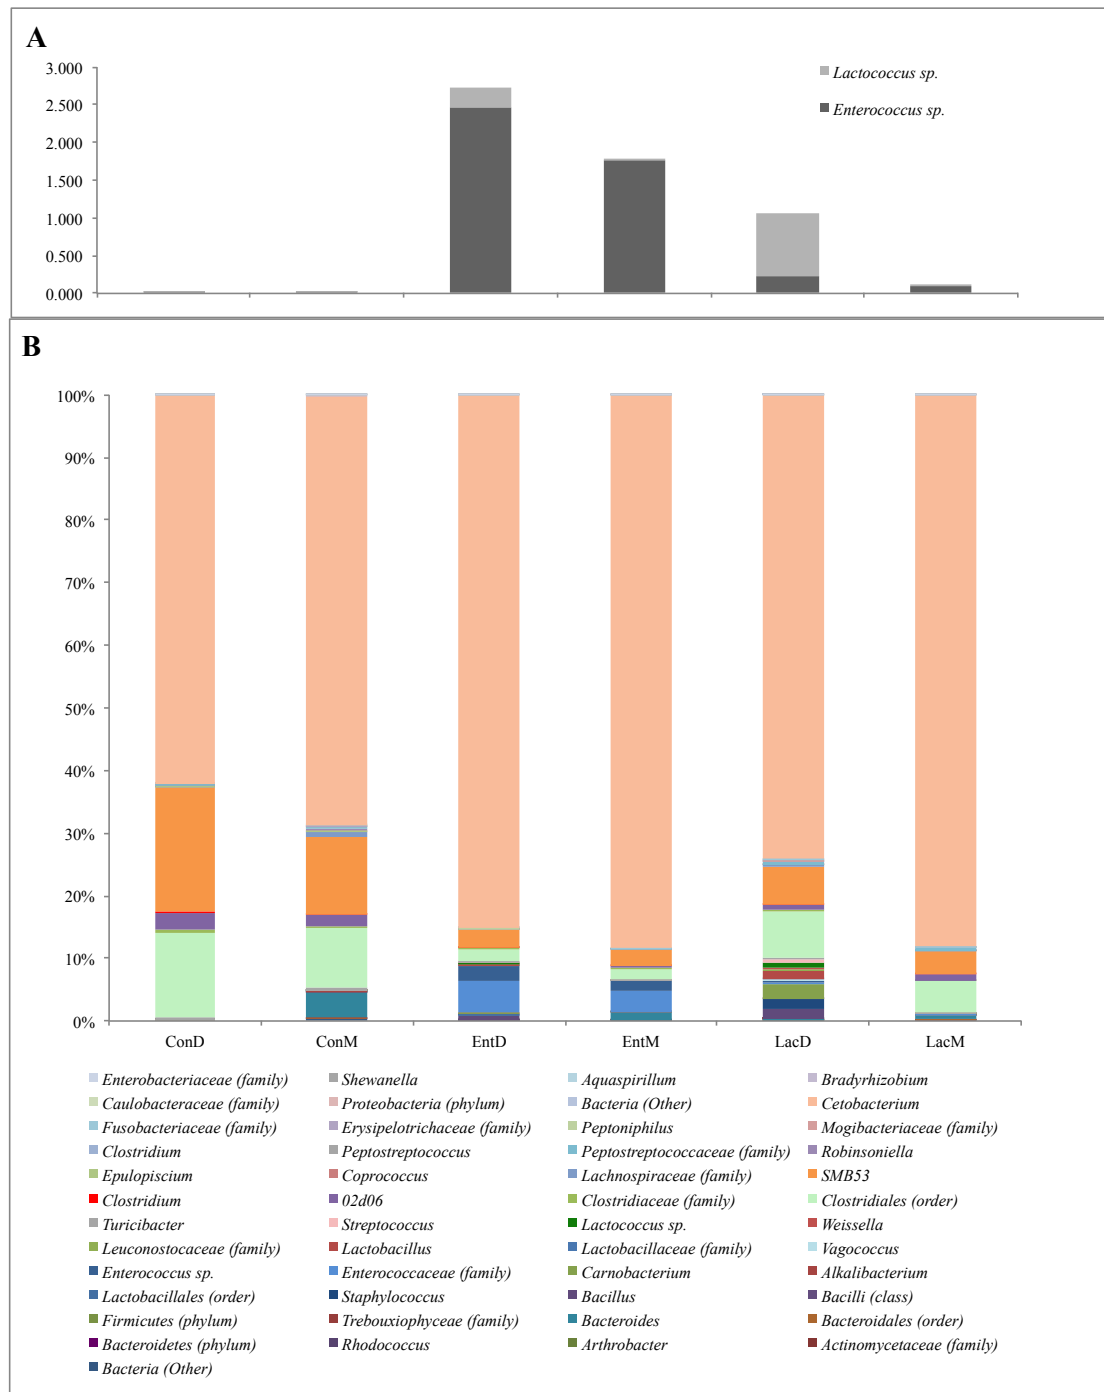 A
3.000
2.500
2.000
1.500
1.000
0.500
0.000
Lactococcus sp.
Enterococcus sp.
B
100%
90%
80%
70%
60%
50%
40%
30%
20%
10%
0%
ConD ConM EntD EntM LacD LacM
Enterobacteriaceae (family) Shewanella Aquaspirillum Bradyrhizobium
Caulobacteraceae (family) Proteobacteria (phylum) Bacteria (Other) Cetobacterium
Fusobacteriaceae (family) Erysipelotrichaceae (family) Peptoniphilus Mogibacteriaceae (family)
Clostridium Peptostreptococcus Peptostreptococcaceae (family) Robinsoniella
Epulopiscium Coprococcus Lachnospiraceae (family) SMB53
Clostridium 02d06 Clostridiaceae (family) Clostridiales (order)
Turicibacter Streptococcus Lactococcus sp. Weissella
Leuconostocaceae (family) Lactobacillus Lactobacillaceae (family) Vagococcus
Enterococcus sp. Enterococcaceae (family) Carnobacterium Alkalibacterium
Lactobacillales (order) Staphylococcus Bacillus Bacilli (class)
Firmicutes (phylum) Trebouxiophyceae (family) Bacteroides Bacteroidales (order)
Bacteroidetes (phylum) Rhodococcus Arthrobacter Actinomycetaceae (family)
Bacteria (Other)